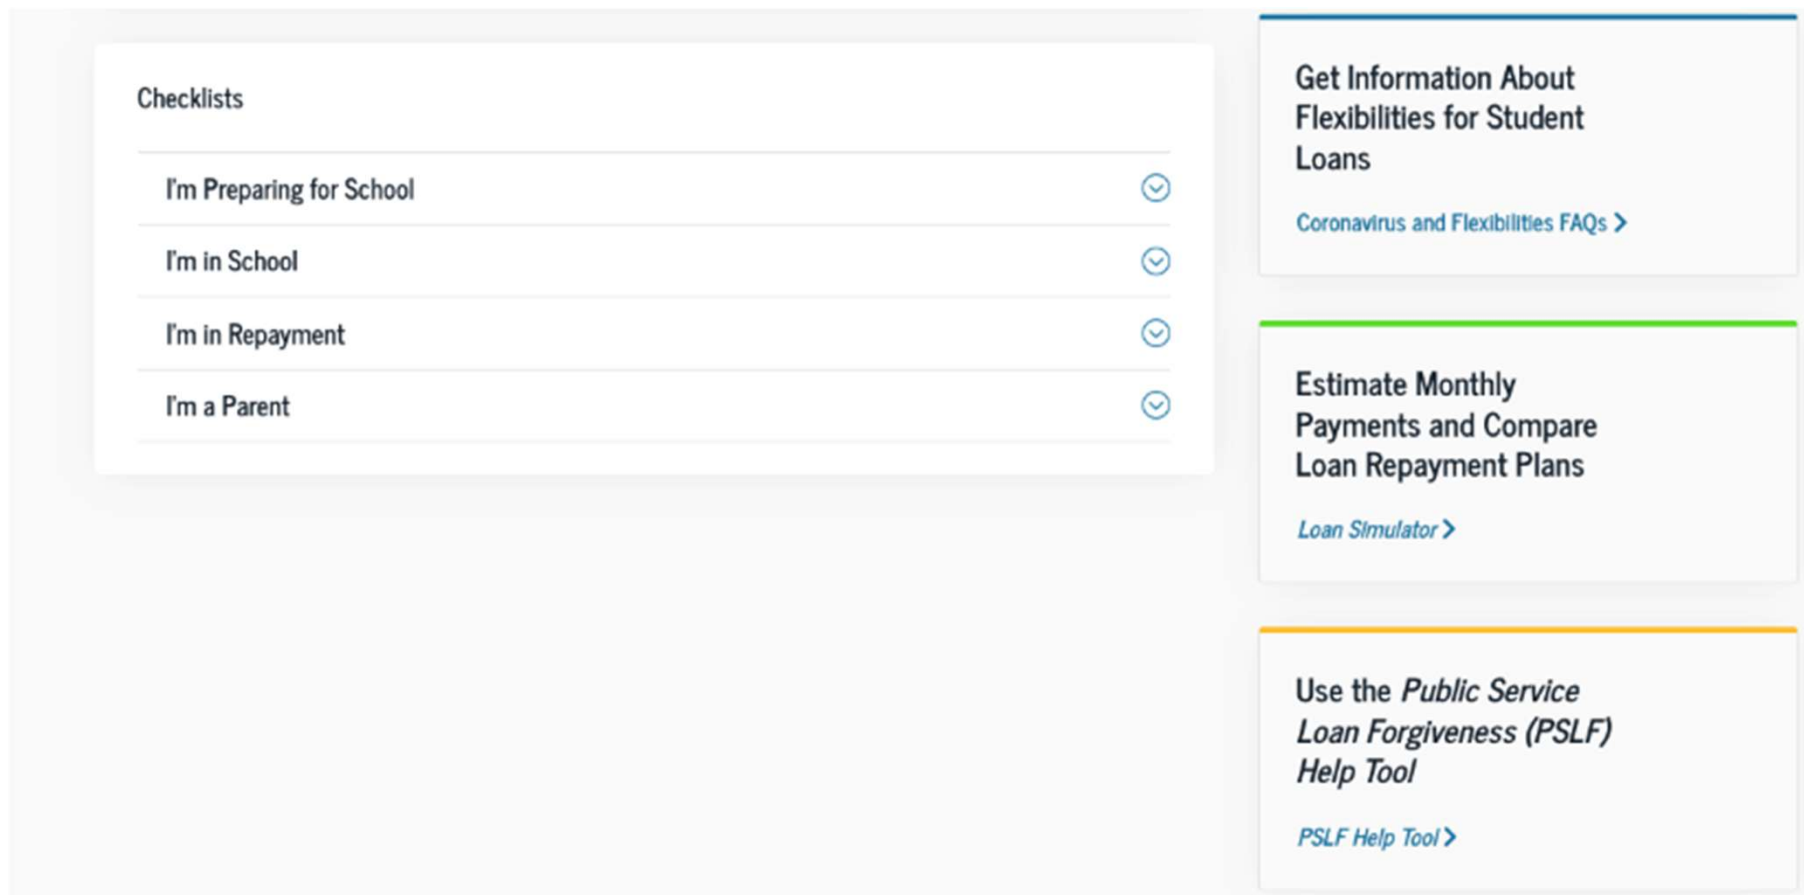 Checklists
I'm Preparing for School
I'm in School
I'm in Repayment
I'm a Parent
Get Information About
Flexibilities for Student
Loans
Coronavirus and Flexibilities FAQs
Estimate Monthly
Payments and Compare
Loan Repayment Plans
Loan Simulator
Use the Public Service
Loan Forgiveness (PSLF)
Help Tool
PSLF Help Tool